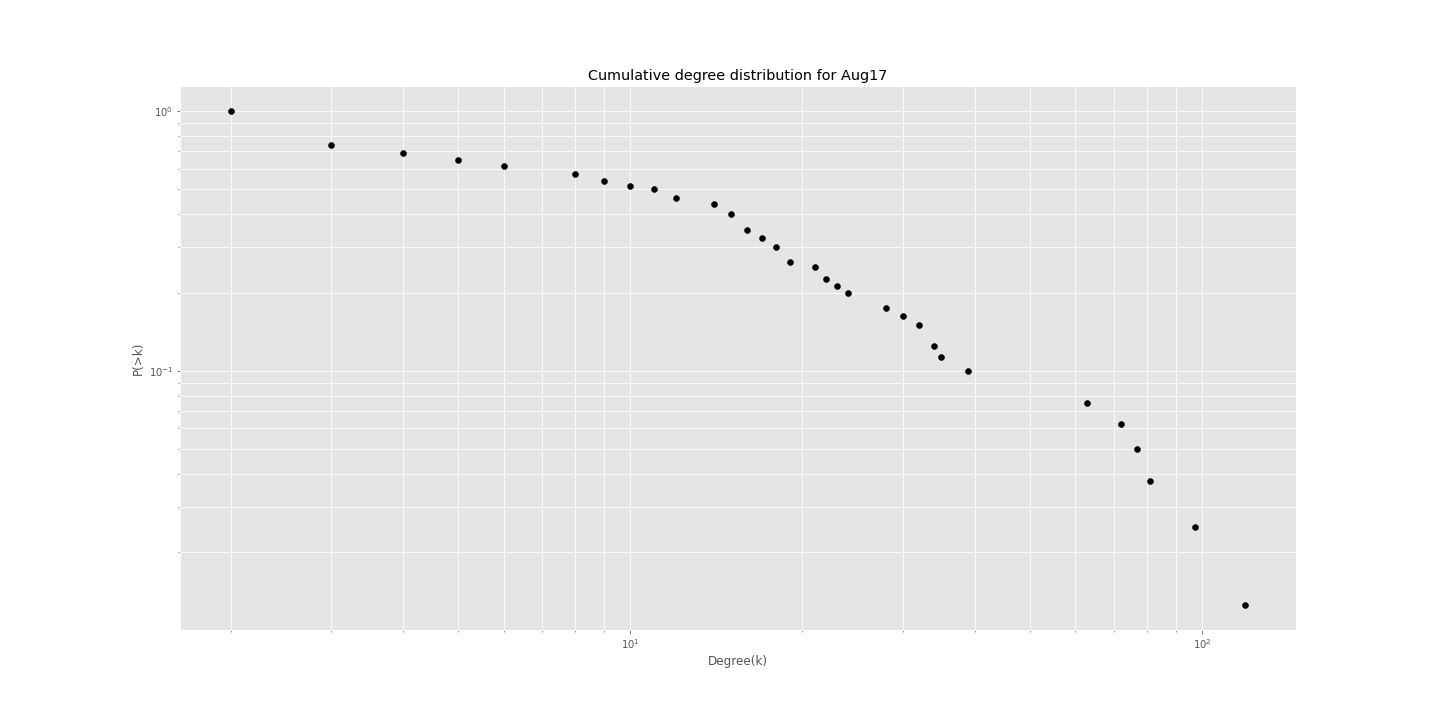 Cumulative degree distribution for Aug17
10⁰
P(>k)
10⁻¹
10¹
10²
Degree(k)